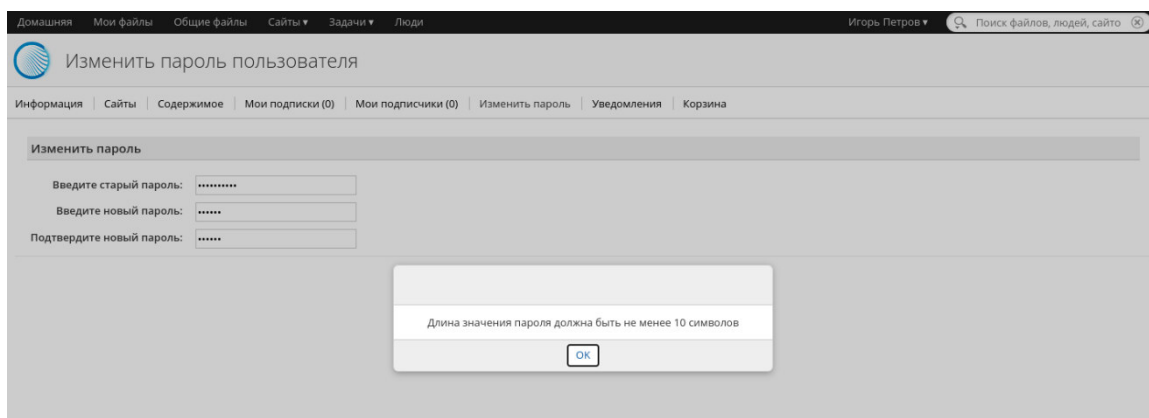 Домашняя Мои файлы Общие файлы Сайты▾ Задачи▾ Люди Игорь Петров▾ Поиск файлов, людей, сайто
Изменить пароль пользователя
Информация Сайты Содержимое Мои подписки (0) Мои подписчики (0) Изменить пароль Уведомления Корзина
Изменить пароль
Введите старый пароль: ••••••••••
Введите новый пароль: ••••••
Подтвердите новый пароль: ••••••
Длина значения пароля должна быть не менее 10 символов
ОК